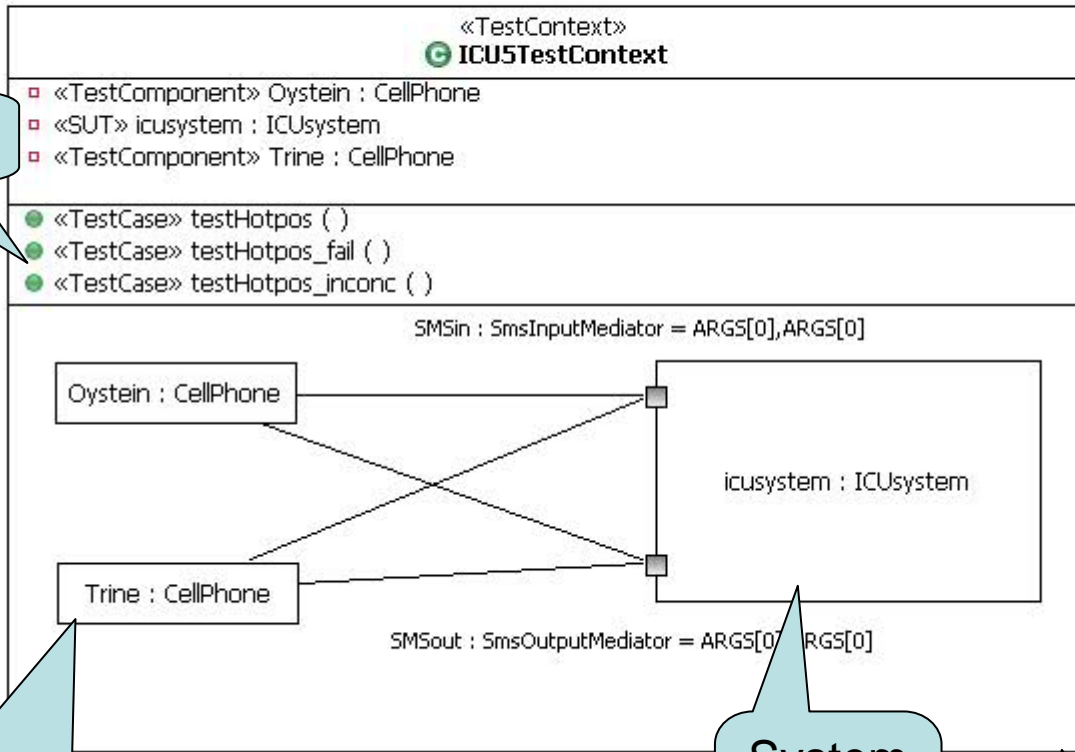 «TestContext»
ICU5TestContext
«TestComponent» Oystein : CellPhone
«SUT» icusystem : ICUsystem
«TestComponent» Trine : CellPhone
«TestCase» testHotpos ( )
«TestCase» testHotpos_fail ( )
«TestCase» testHotpos_inconc ( )
SMSin : SmsInputMediator = ARGS[0],ARGS[0]
Oystein : CellPhone
icusystem : ICUsystem
Trine : CellPhone
SMSout : SmsOutputMediator = ARGS[0] RGS[0]
System